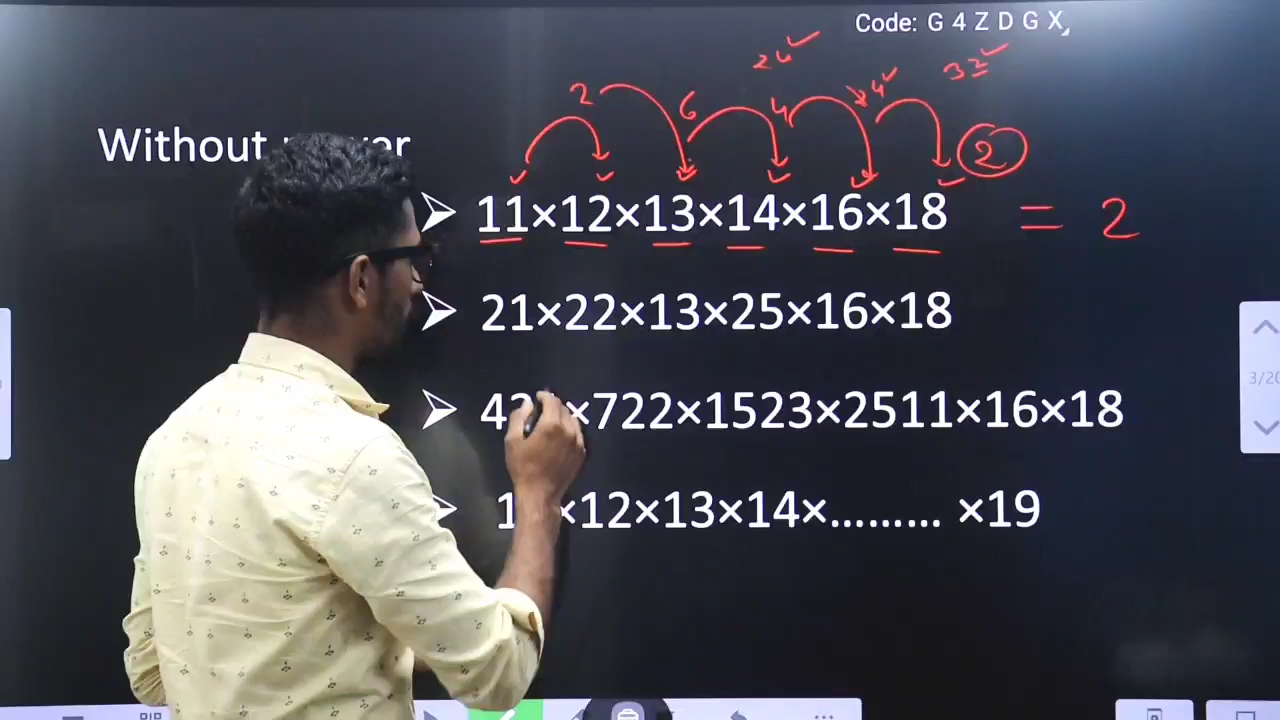 Code: G 4 Z D G X
24 32
2 6 4 4
2
Without
11×12×13×14×16×18 = 2
21×22×13×25×16×18
×722×1523×2511×16×18
×12×13×14×......... ×19